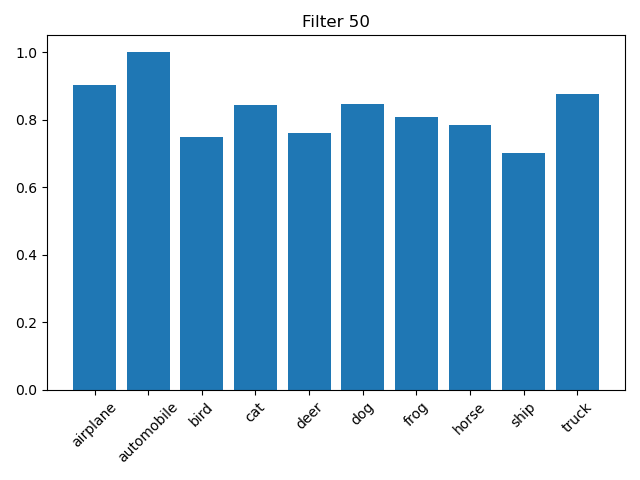 Filter 50
1.0
0.8
0.6
0.4
0.2
0.0
airplane
automobile
bird
cat
deer
dog
frog
horse
ship
truck